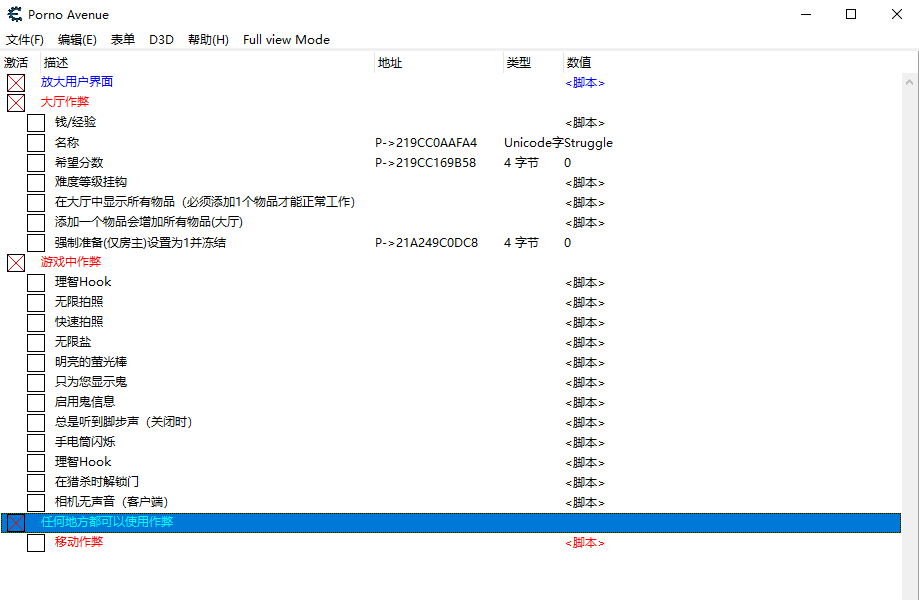 Porno Avenue
文件(F) 编辑(E) 表单 D3D 帮助(H) Full view Mode
激活 描述 地址 类型 数值
放大用户界面 <脚本>
大厅作弊
钱/经验 <脚本>
名称 P->219CC0AAFA4 Unicode字Struggle
希望分数 P->219CC169B58 4 字节 0
难度等级挂钩 <脚本>
在大厅中显示所有物品（必须添加1个物品才能正常工作） <脚本>
添加一个物品会增加所有物品(大厅) <脚本>
强制准备(仅房主)设置为1并冻结 P->21A249C0DC8 4 字节 0
游戏中作弊
理智Hook <脚本>
无限拍照 <脚本>
快速拍照 <脚本>
无限盐 <脚本>
明亮的萤光棒 <脚本>
只为您显示鬼 <脚本>
启用鬼信息 <脚本>
总是听到脚步声（关闭时） <脚本>
手电筒闪烁 <脚本>
理智Hook <脚本>
在猎杀时解锁门 <脚本>
相机无声音（客户端） <脚本>
任何地方都可以使用作弊
移动作弊 <脚本>